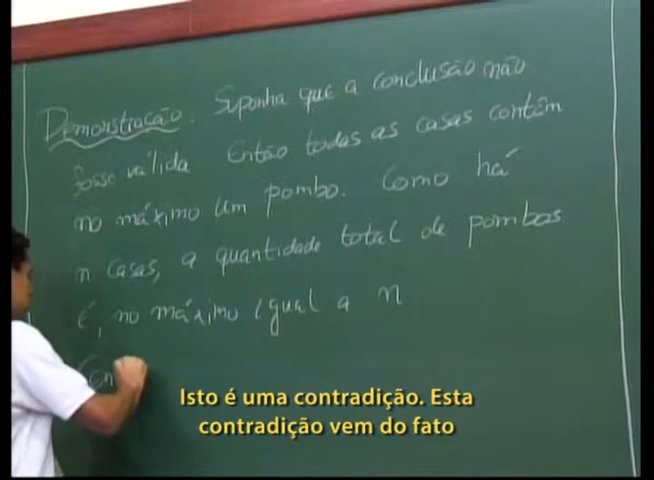 Demonstração: Suponha que a conclusão não
fosse válida Então todas as casas contêm
no máximo um pombo. Como há
n casas, a quantidade total de pombos
é, no máximo igual a n
Con
Isto é uma contradição. Esta
contradição vem do fato